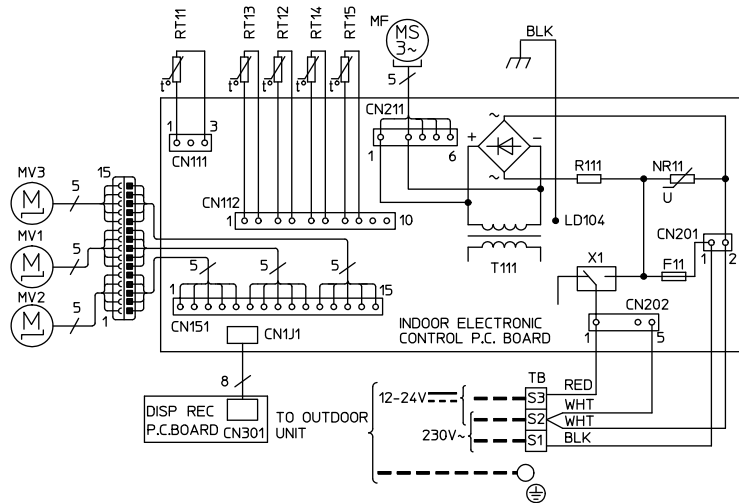 RT11
RT13
RT12
RT14
RT15
MF
MS
3~
BLK
t°
t°
t°
t°
t°
5
CN211
1
3
CN111
+
~
−
~
1
6
R111
NR11
U
MV3
5
15
CN112
1
10
LD104
MV1
5
CN201
1
2
T111
X1
F11
MV2
5
1
5
5
5
1
15
CN151
CN202
1
5
CN1J1
INDOOR ELECTRONIC
CONTROL P.C. BOARD
8
TB
DISP REC
P.C.BOARD
CN301
TO OUTDOOR
UNIT
12-24V
230V~
S3
S2
S1
RED
WHT
WHT
BLK